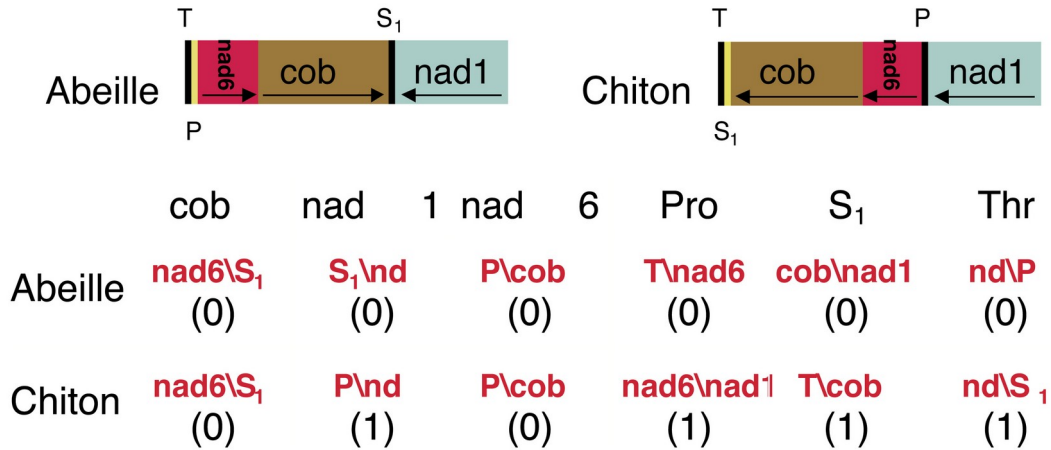 T S₁ T P
Abeille nad6 cob nad1 Chiton cob nad6 nad1
P S₁
cob nad 1 nad 6 Pro S₁ Thr
Abeille nad6\S₁ S₁\nd P\cob T\nad6 cob\nad1 nd\P
(0) (0) (0) (0) (0) (0)
Chiton nad6\S₁ P\nd P\cob nad6\nad1 T\cob nd\S₁
(0) (1) (0) (1) (1) (1)